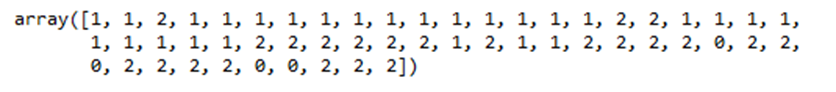 array([1, 1, 2, 1, 1, 1, 1, 1, 1, 1, 1, 1, 1, 1, 1, 1, 2, 2, 1, 1, 1, 1,
1, 1, 1, 1, 1, 2, 2, 2, 2, 2, 2, 1, 2, 1, 1, 2, 2, 2, 2, 0, 2, 2,
0, 2, 2, 2, 2, 0, 0, 2, 2, 2])